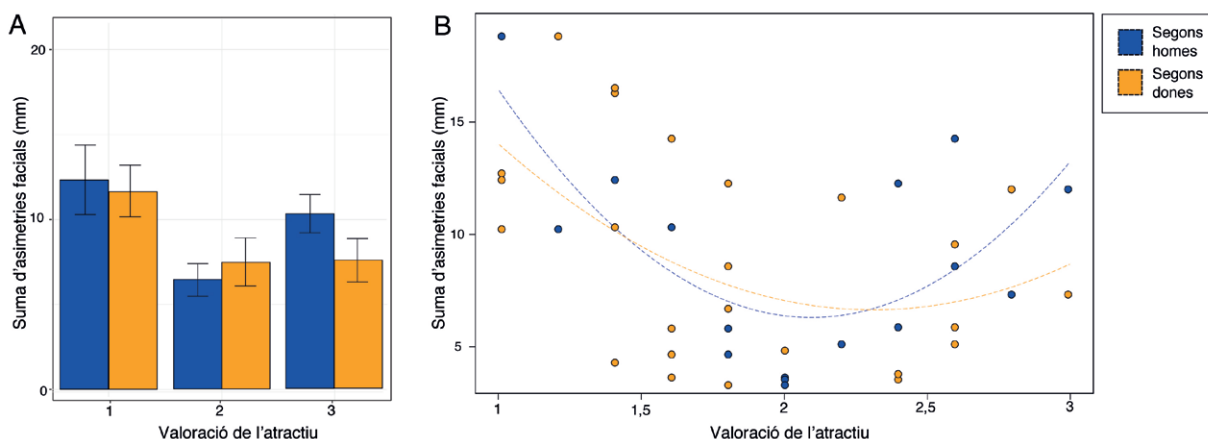 A
Suma d'asimetries facials (mm)
20
10
0
1
2
3
Valoració de l'atractiu
B
Suma d'asimetries facials (mm)
15
10
5
1
1,5
2
2,5
3
Valoració de l'atractiu
Segons
homes
Segons
dones